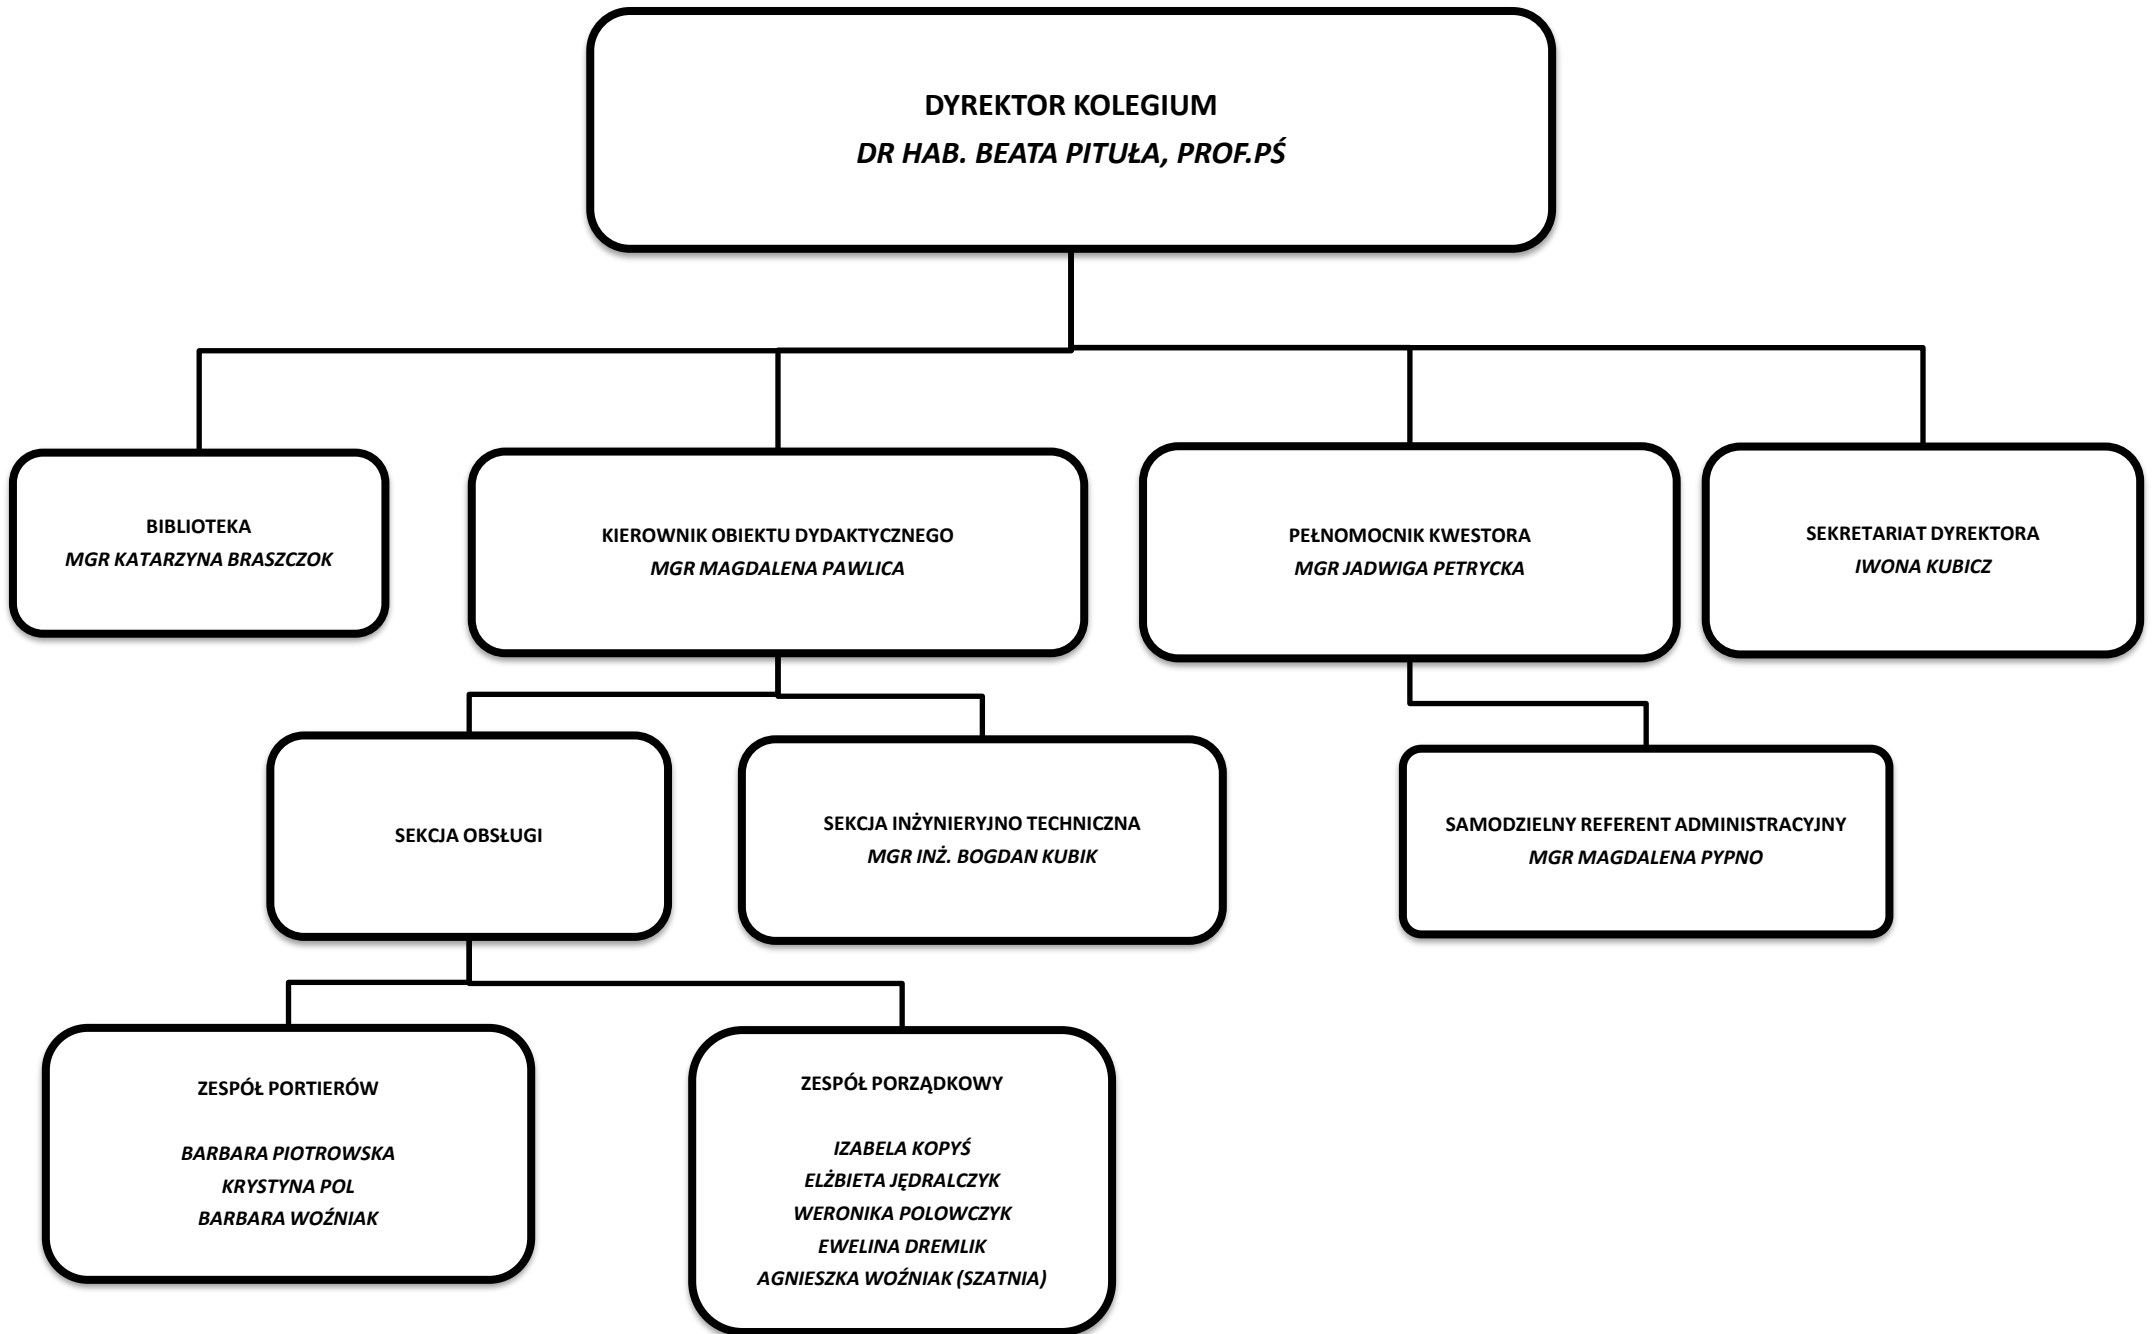 DYREKTOR KOLEGIUM
DR HAB. BEATA PITUŁA, PROF.PŚ
BIBLIOTEKA
MGR KATARZYNA BRASZCZOK
KIEROWNIK OBIEKTU DYDAKTYCZNEGO
MGR MAGDALENA PAWLICA
PEŁNOMOCNIK KWESTORA
MGR JADWIGA PETRYCKA
SEKRETARIAT DYREKTORA
IWONA KUBICZ
SEKCJA OBSŁUGI
SEKCJA INŻYNIERYJNO TECHNICZNA
MGR INŻ. BOGDAN KUBIK
SAMODZIELNY REFERENT ADMINISTRACYJNY
MGR MAGDALENA PYPNO
ZESPÓŁ PORTIERÓW
BARBARA PIOTROWSKA
KRYSTYNA POL
BARBARA WOŹNIAK
ZESPÓŁ PORZĄDKOWY
IZABELA KOPYŚ
ELŻBIETA JĘDRALCZYK
WERONIKA POLOWCZYK
EWELINA DREMLIK
AGNIESZKA WOŹNIAK (SZATNIA)